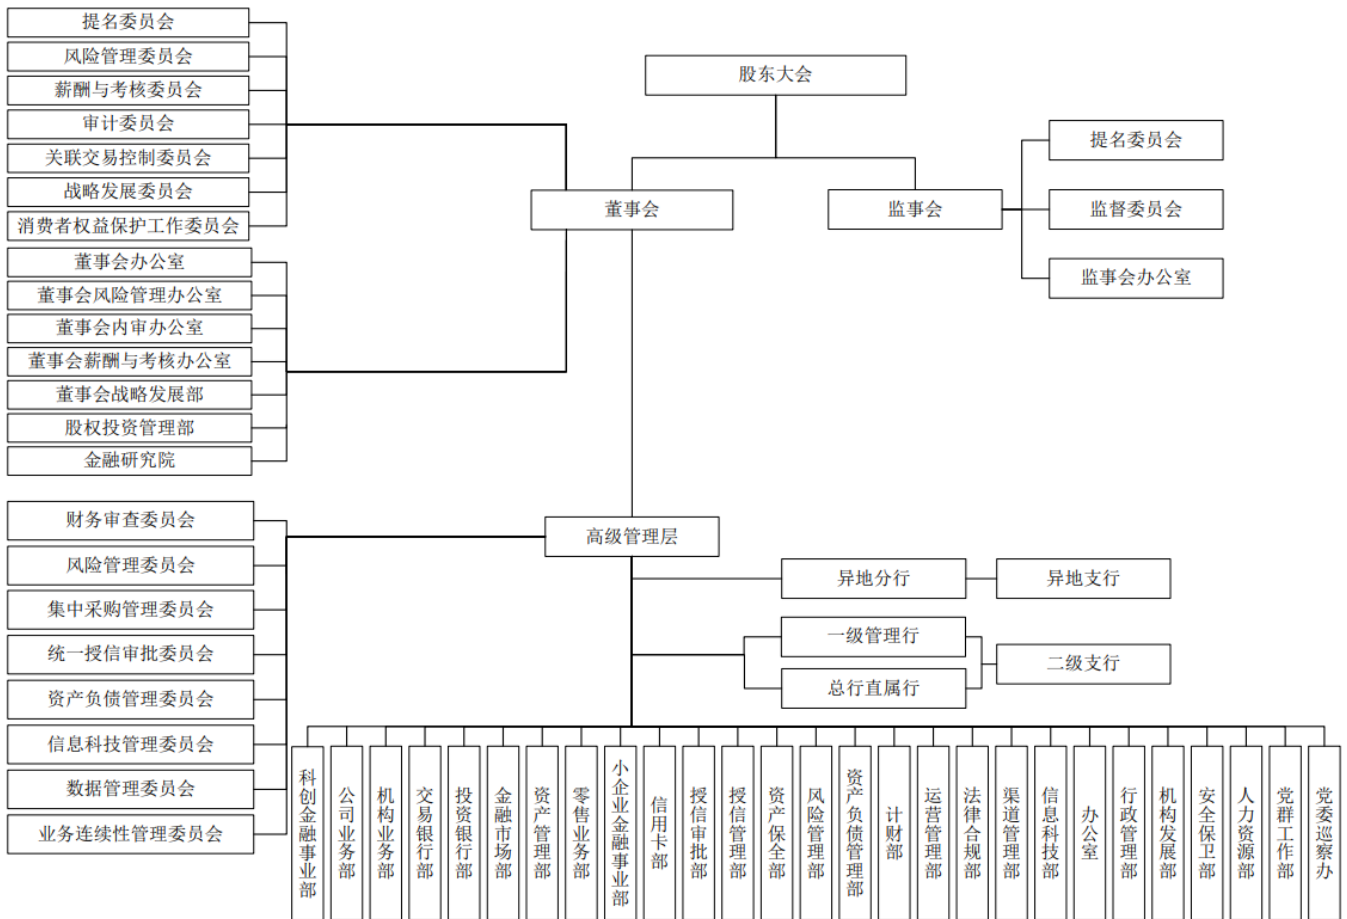 提名委员会
风险管理委员会
薪酬与考核委员会
审计委员会
关联交易控制委员会
战略发展委员会
消费者权益保护工作委员会
董事会办公室
董事会风险管理办公室
董事会内审办公室
董事会薪酬与考核办公室
董事会战略发展部
股权投资管理部
金融研究院
股东大会
董事会
监事会
提名委员会
监督委员会
监事会办公室
财务审查委员会
风险管理委员会
集中采购管理委员会
统一授信审批委员会
资产负债管理委员会
信息科技管理委员会
数据管理委员会
业务连续性管理委员会
高级管理层
异地分行
异地支行
一级管理行
总行直属行
二级支行
科创金融事业部
公司业务部
机构业务部
交易银行部
投资银行部
金融市场部
资产管理部
零售业务部
小企业金融事业部
信用卡部
授信审批部
授信管理部
资产保全部
风险管理部
资产负债管理部
计财部
运营管理部
法律合规部
渠道管理部
信息科技部
办公室
行政管理部
机构发展部
安全保卫部
人力资源部
党群工作部
党委巡察办